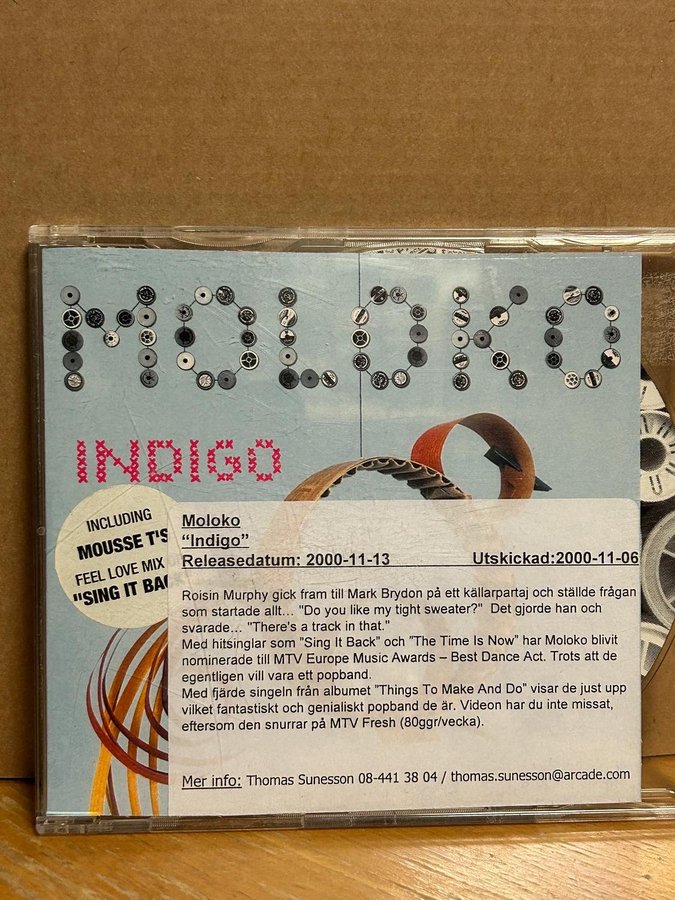 MOLOKO
INDIGO
INCLUDING
MOUSSE T'S
FEEL LOVE MIX
"SING IT BAC
Moloko
“Indigo”
Releasedatum: 2000-11-13 Utskickad:2000-11-06
Roisin Murphy gick fram till Mark Brydon på ett källarpartaj och ställde frågan
som startade allt... "Do you like my tight sweater?" Det gjorde han och
svarade... "There's a track in that."
Med hitsinglar som ”Sing It Back” och ”The Time Is Now” har Moloko blivit
nominerade till MTV Europe Music Awards – Best Dance Act. Trots att de
egentligen vill vara ett popband.
Med fjärde singeln från albumet ”Things To Make And Do” visar de just upp
vilket fantastiskt och genialiskt popband de är. Videon har du inte missat,
eftersom den snurrar på MTV Fresh (80ggr/vecka).
Mer info: Thomas Sunesson 08-441 38 04 / thomas.sunesson@arcade.com